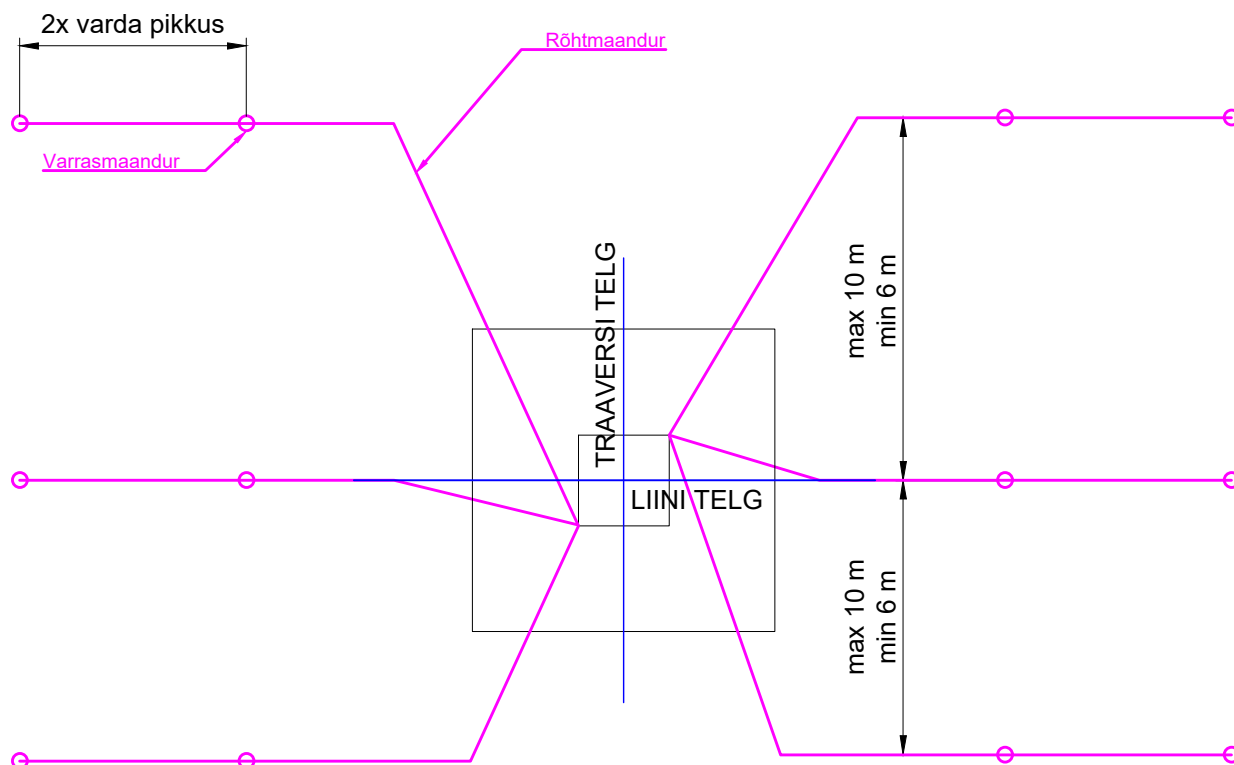 2x varda pikkus
Rõhtmaandur
Varrasmaandur
TRAAVERSI TELG
LIINI TELG
max 10 m
min 6 m
max 10 m
min 6 m